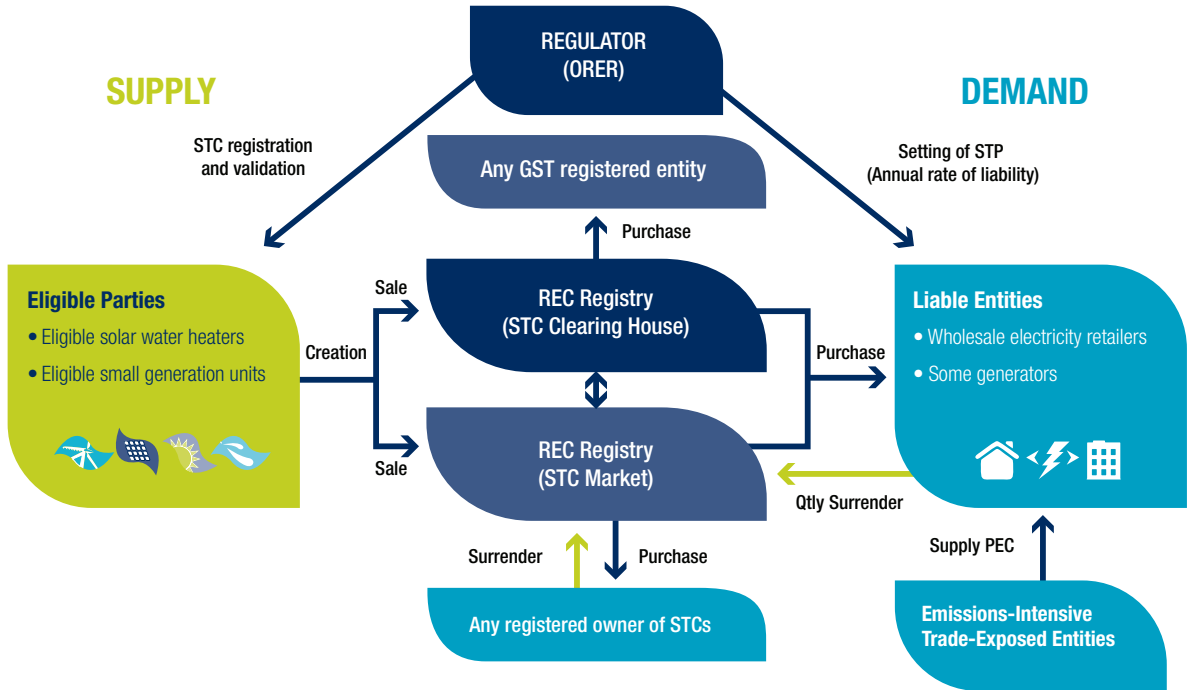 REGULATOR
(ORER)
SUPPLY
DEMAND
STC registration
and validation
Setting of STP
(Annual rate of liability)
Any GST registered entity
Purchase
Eligible Parties
• Eligible solar water heaters
• Eligible small generation units
Creation
Sale
Sale
REC Registry
(STC Clearing House)
REC Registry
(STC Market)
Purchase
Liable Entities
• Wholesale electricity retailers
• Some generators
Qtly Surrender
Surrender
Purchase
Supply PEC
Any registered owner of STCs
Emissions-Intensive
Trade-Exposed Entities